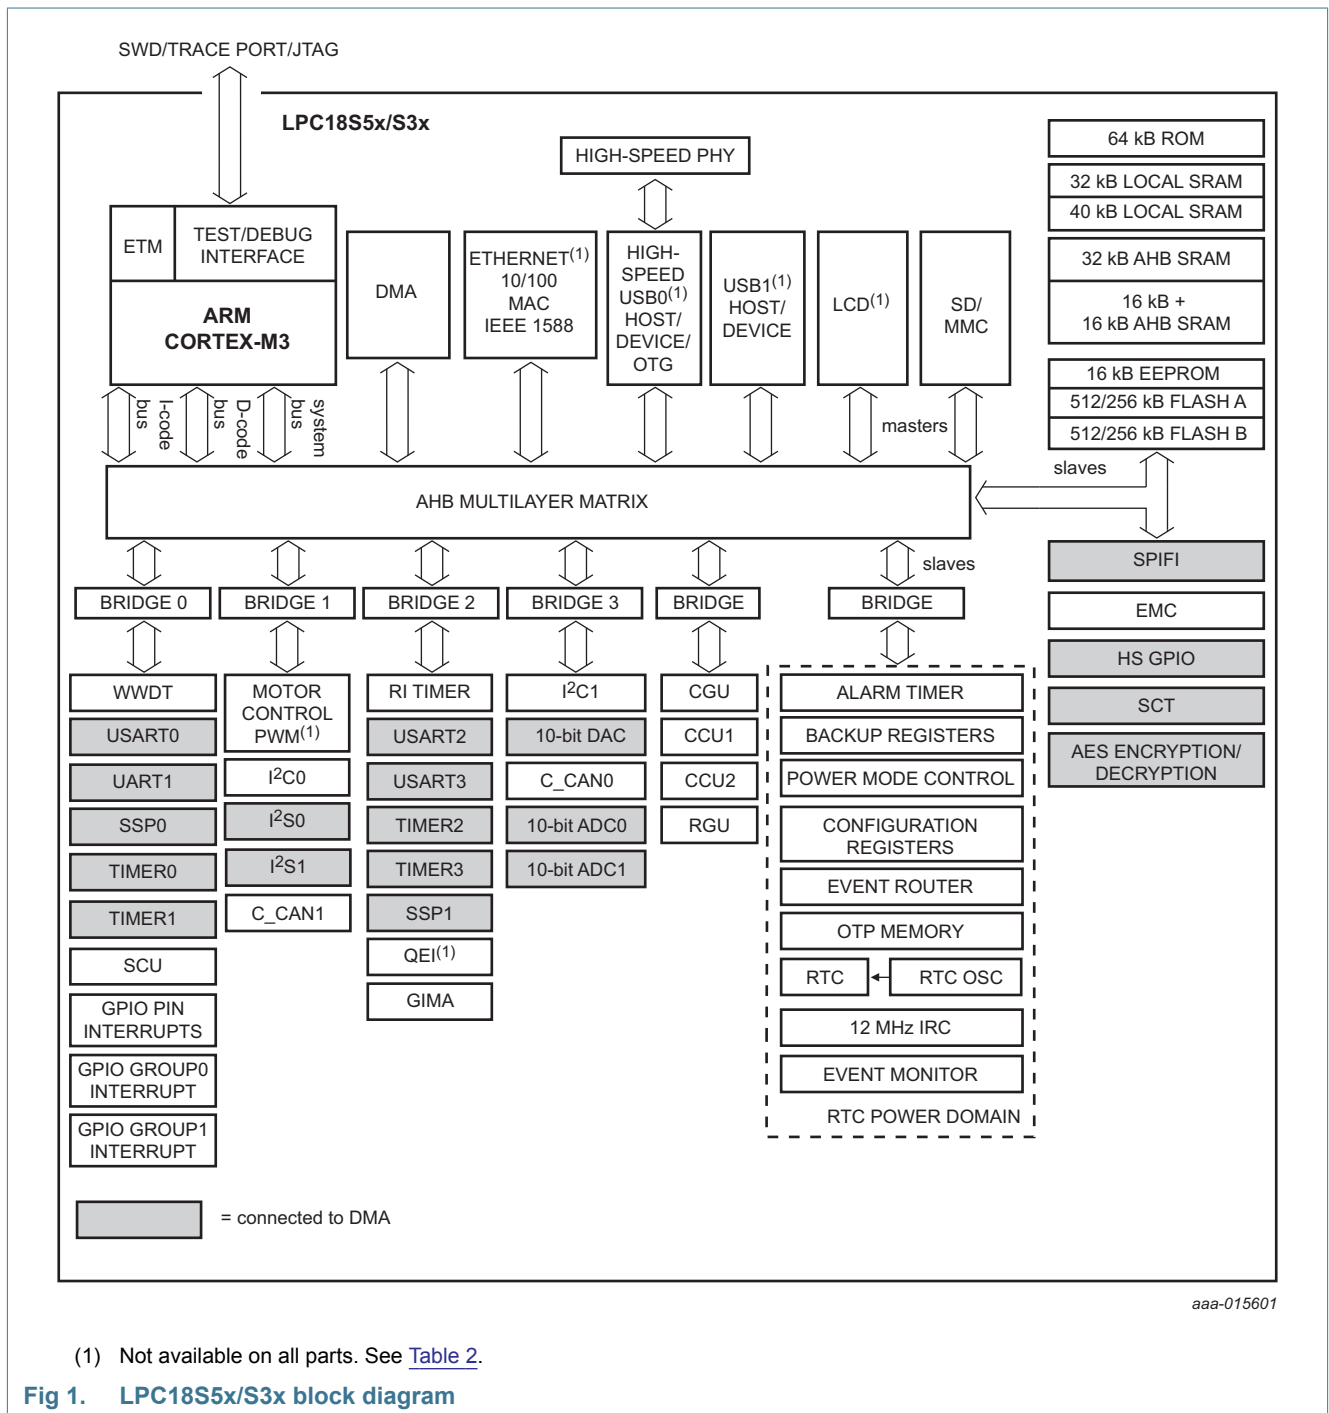 SWD/TRACE PORT/JTAG
LPC18S5x/S3x
HIGH-SPEED PHY
ETM
TEST/DEBUG
INTERFACE
ARM
CORTEX-M3
DMA
ETHERNET(1)
10/100
MAC
IEEE 1588
HIGH-
SPEED
USB0(1)
HOST/
DEVICE/
OTG
USB1(1)
HOST/
DEVICE
LCD(1)
SD/
MMC
64 kB ROM
32 kB LOCAL SRAM
40 kB LOCAL SRAM
32 kB AHB SRAM
16 kB +
16 kB AHB SRAM
16 kB EEPROM
512/256 kB FLASH A
512/256 kB FLASH B
I-code
bus
D-code
bus
system
bus
masters
slaves
AHB MULTILAYER MATRIX
slaves
BRIDGE 0
BRIDGE 1
BRIDGE 2
BRIDGE 3
BRIDGE
BRIDGE
SPIFI
EMC
HS GPIO
SCT
AES ENCRYPTION/
DECRYPTION
WWDT
USART0
UART1
SSP0
TIMER0
TIMER1
SCU
GPIO PIN
INTERRUPTS
GPIO GROUP0
INTERRUPT
GPIO GROUP1
INTERRUPT
MOTOR
CONTROL
PWM(1)
I2C0
I2S0
I2S1
C_CAN1
RI TIMER
USART2
USART3
TIMER2
TIMER3
SSP1
QEI(1)
GIMA
I2C1
10-bit DAC
C_CAN0
10-bit ADC0
10-bit ADC1
CGU
CCU1
CCU2
RGU
ALARM TIMER
BACKUP REGISTERS
POWER MODE CONTROL
CONFIGURATION
REGISTERS
EVENT ROUTER
OTP MEMORY
RTC
RTC OSC
12 MHz IRC
EVENT MONITOR
RTC POWER DOMAIN
= connected to DMA
aaa-015601
(1) Not available on all parts. See Table 2.
Fig 1. LPC18S5x/S3x block diagram